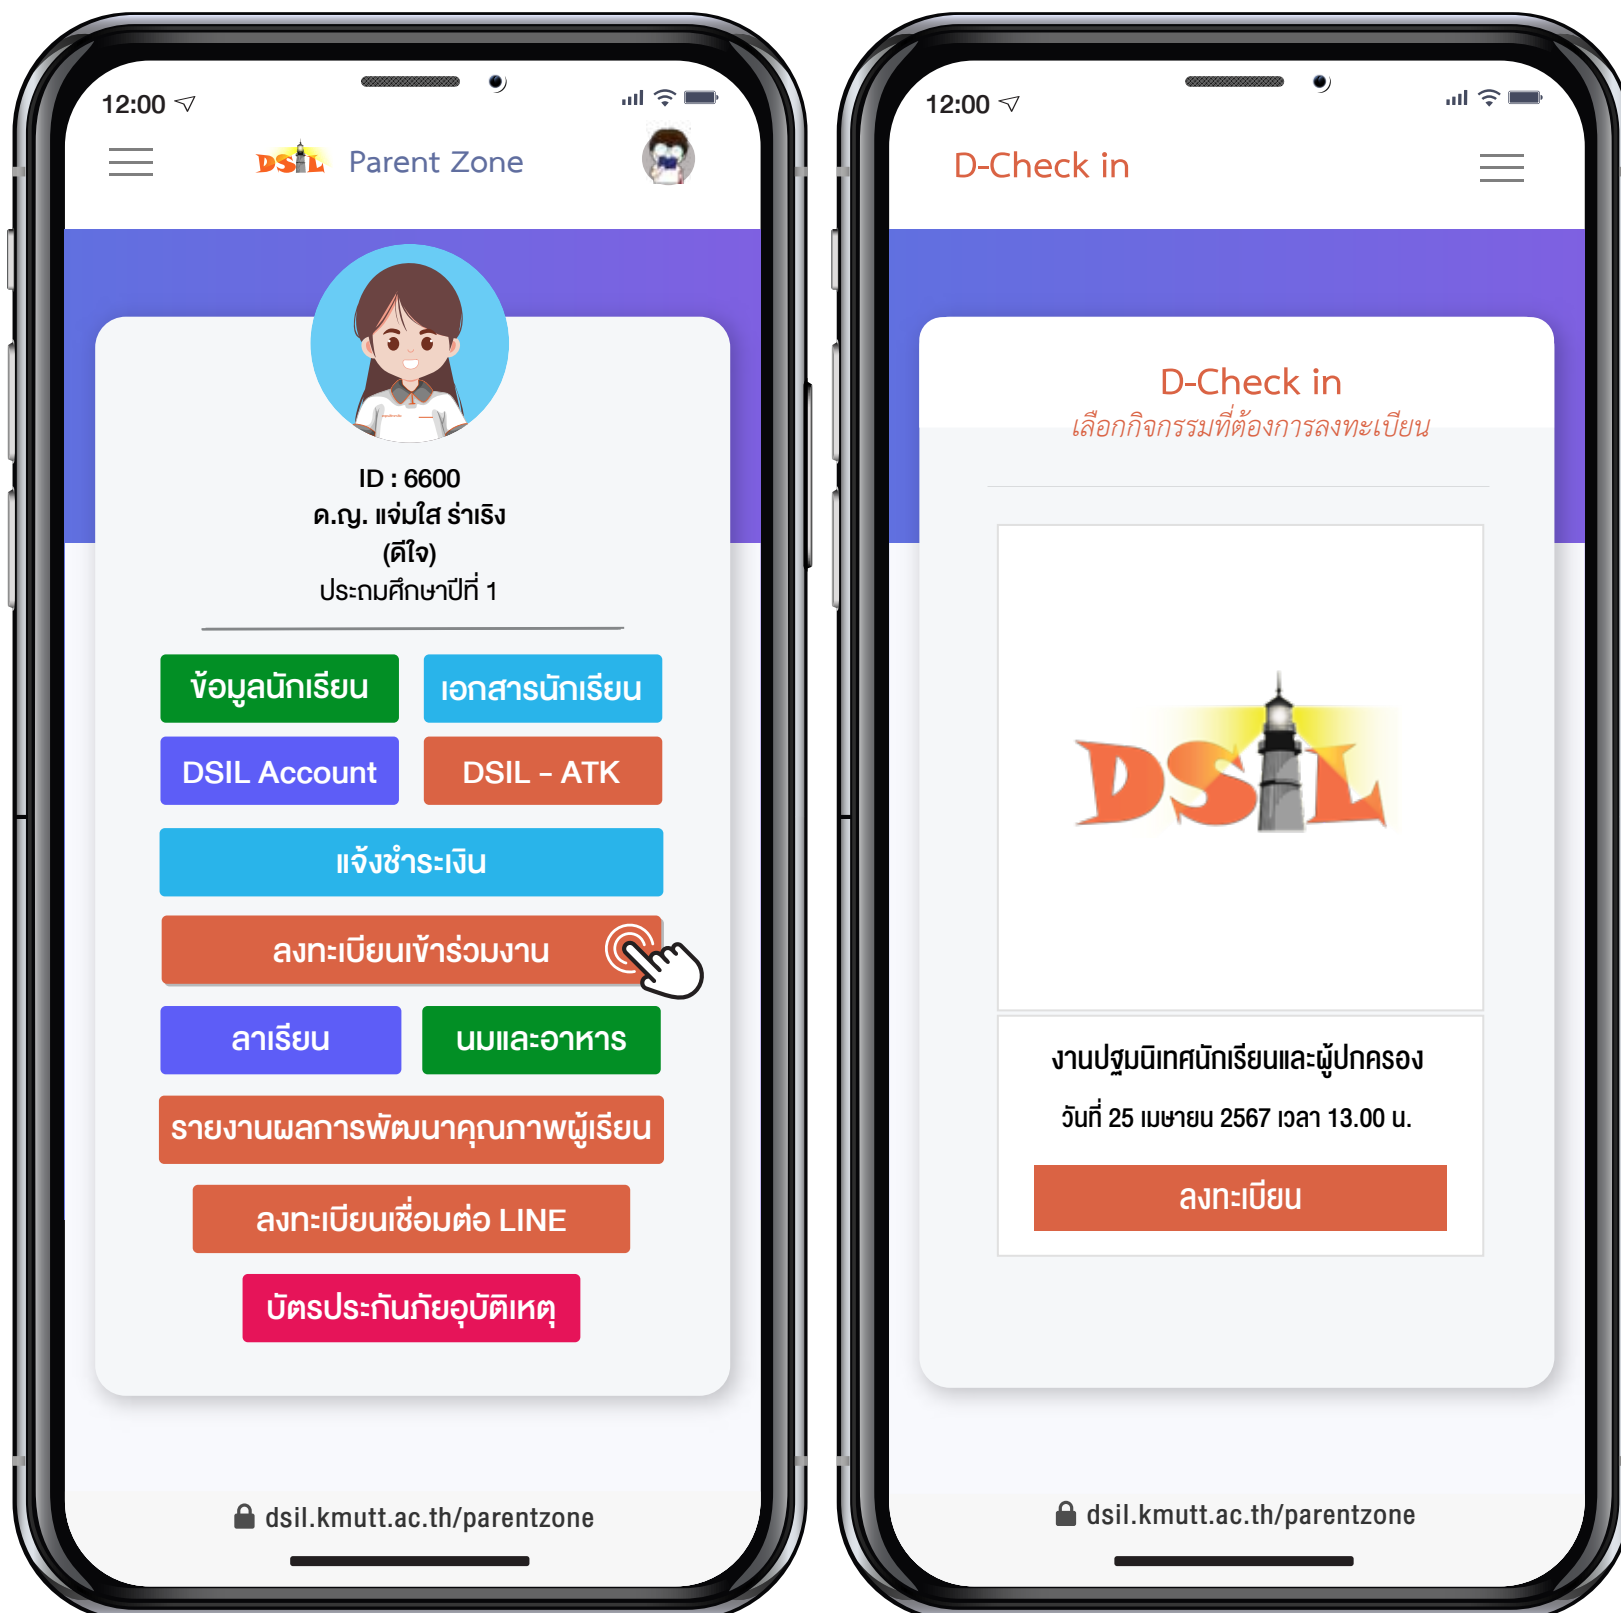 12:00
DSIL Parent Zone
ID : 6600
ด.ญ. แจ่มใส ร่าเริง
(ดีใจ)
ประถมศึกษาปีที่ 1
ข้อมูลนักเรียน
เอกสารนักเรียน
DSIL Account
DSIL - ATK
แจ้งชำระเงิน
ลงทะเบียนเข้าร่วมงาน
ลาเรียน
นมและอาหาร
รายงานผลการพัฒนาคุณภาพผู้เรียน
ลงทะเบียนเชื่อมต่อ LINE
บัตรประกันภัยอุบัติเหตุ
dsil.kmutt.ac.th/parentzone
12:00
D-Check in
D-Check in
เลือกกิจกรรมที่ต้องการลงทะเบียน
DSIL
งานปฐมนิเทศนักเรียนและผู้ปกครอง
วันที่ 25 เมษายน 2567 เวลา 13.00 น.
ลงทะเบียน
dsil.kmutt.ac.th/parentzone